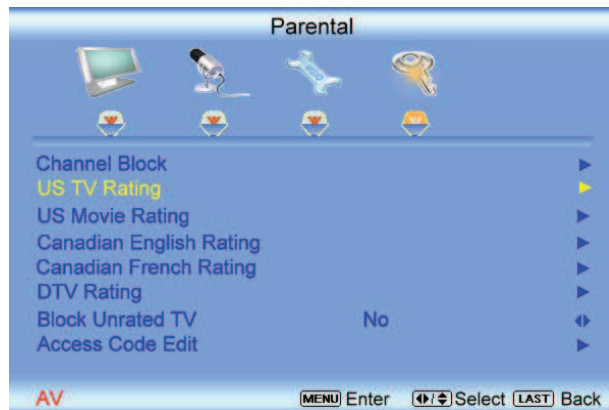 Parental
Channel Block
US TV Rating
US Movie Rating
Canadian English Rating
Canadian French Rating
DTV Rating
Block Unrated TV No
Access Code Edit
AV MENU Enter Select LAST Back